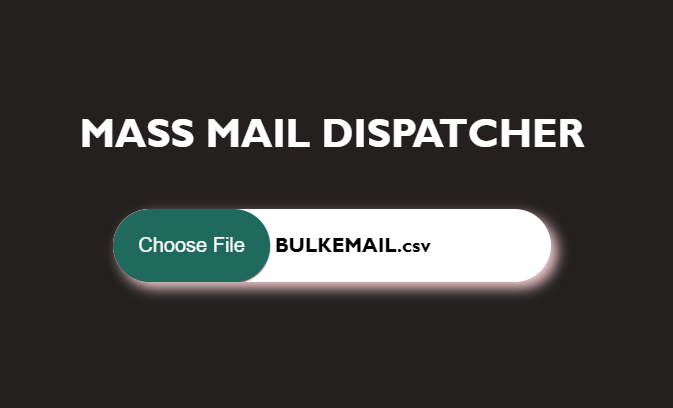 MASS MAIL DISPATCHER
Choose File BULKEMAIL.csv